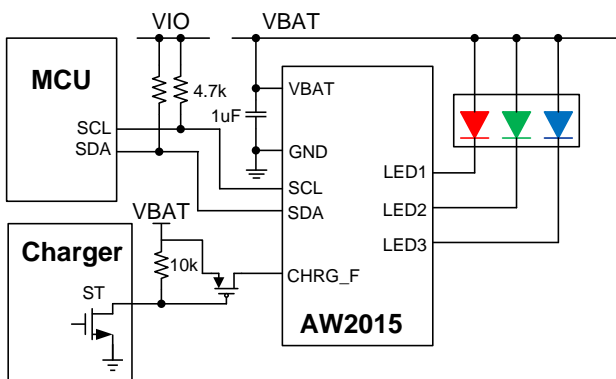 VIO VBAT
MCU
4.7k
VBAT
1uF
SCL
SDA
GND
LED1
SCL
LED2
SDA
VBAT
LED3
Charger
10k
CHRG_F
ST
AW2015